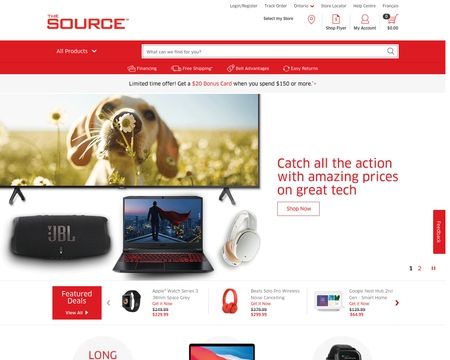 Login/Register
Track Order
Ontario
Store Locator
Help Centre
Français
THE
SOURCE
Select my Store
Shop Flyer
My Account
0
$0.00
All Products
What can we find for you?
Financing
Free Shipping*
Bell Advantages
Easy Returns
Limited time offer! Get a $20 Bonus Card when you spend $150 or more.* >
Catch all the action
with amazing prices
on great tech
Shop Now
JBL
Feedback
1 2
Featured
Deals
View All
Apple® Watch Series 3
38mm Space Grey
Get it Now
$249.99
$229.99
Beats Solo Pro Wireless
Noise Cancelling
Get it Now
$299.99
Google Nest Hub 2nd
Gen - Smart Home
Get it Now
$129.99
$64.99
LONG